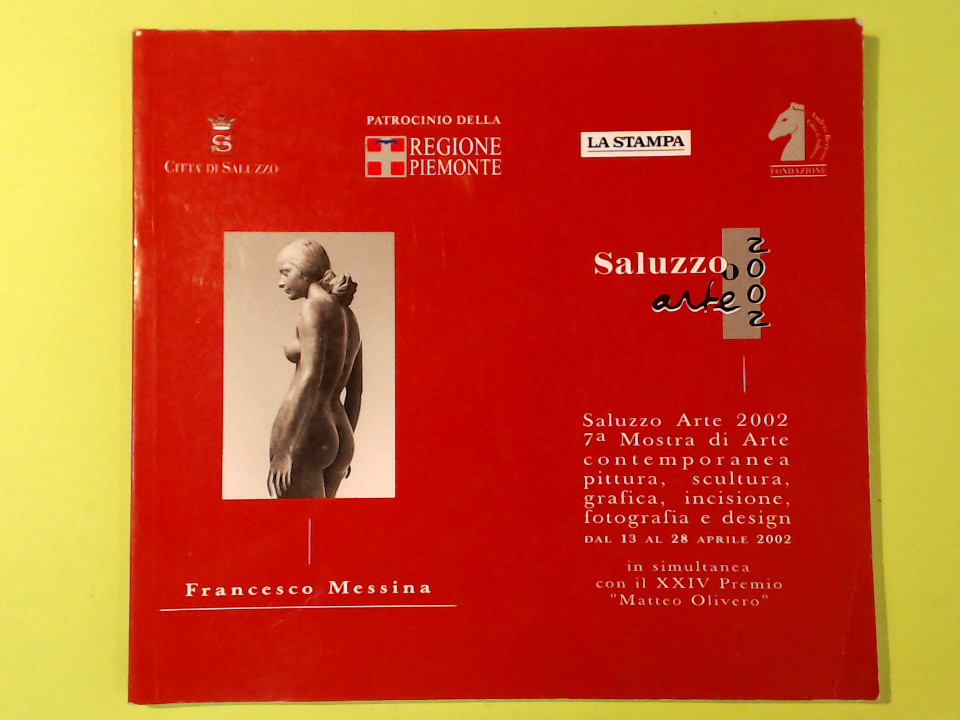 S
CITTÀ DI SALUZZO
PATROCINIO DELLA
REGIONE
PIEMONTE
LA STAMPA
FONDAZIONE
Saluzzo
arte
2002
Saluzzo Arte 2002
7ª Mostra di Arte
contemporanea
pittura, scultura,
grafica, incisione,
fotografia e design
DAL 13 AL 28 APRILE 2002
in simultanea
con il XXIV Premio
"Matteo Olivero"
Francesco Messina